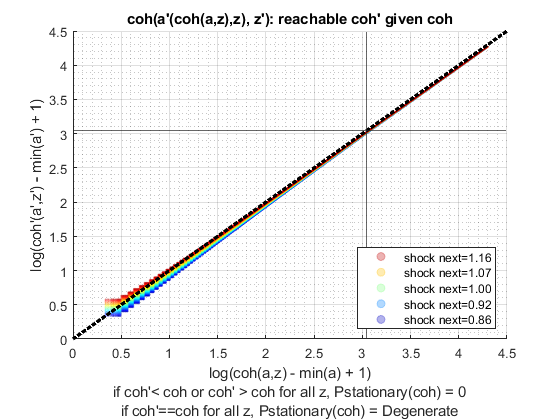 coh(a'(coh(a,z),z), z'): reachable coh' given coh
4.5
4
3.5
3
2.5
2
1.5
1
0.5
0
log(coh'(a',z') - min(a') + 1)
shock next=1.16
shock next=1.07
shock next=1.00
shock next=0.92
shock next=0.86
0 0.5 1 1.5 2 2.5 3 3.5 4 4.5
log(coh(a,z) - min(a) + 1)
if coh'< coh or coh' > coh for all z, Pstationary(coh) = 0
if coh'==coh for all z, Pstationary(coh) = Degenerate